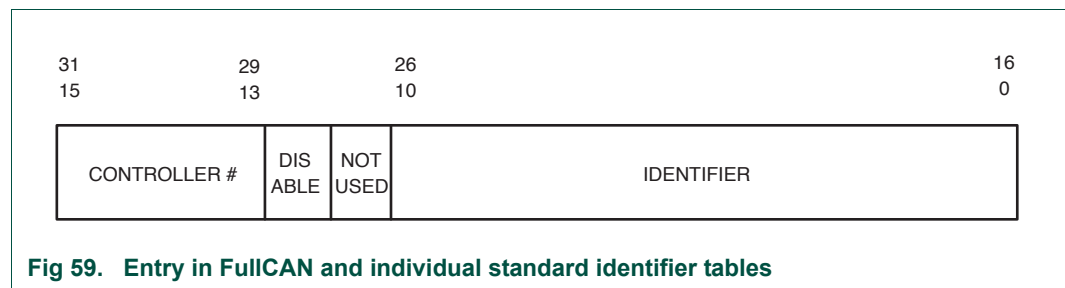 31 29 26 16
15 13 10 0
CONTROLLER #
DIS
ABLE
NOT
USED
IDENTIFIER
Fig 59. Entry in FullCAN and individual standard identifier tables